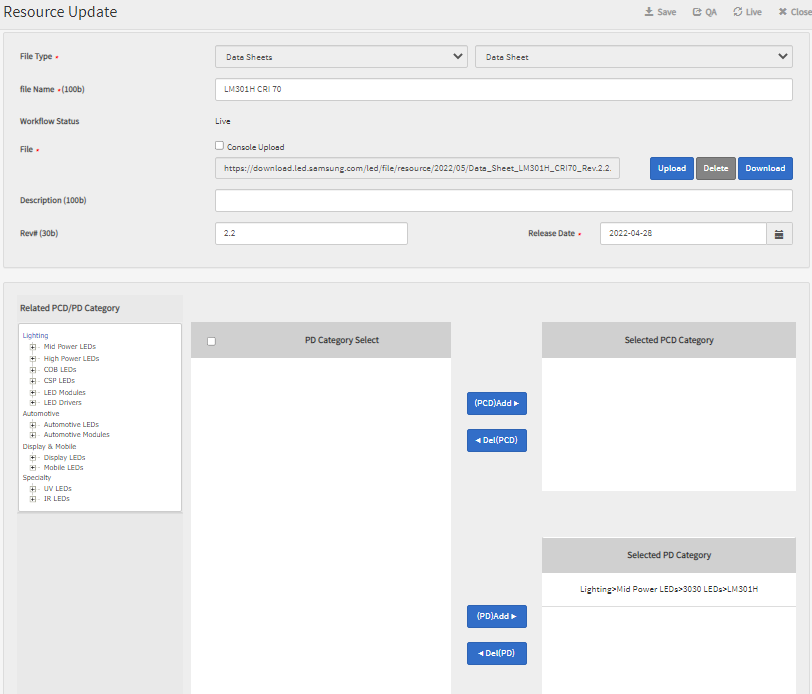 Resource Update
Save QA Live Close
File Type • Data Sheets Data Sheet
file Name •(100b) LM301H CRI 70
Workflow Status Live
File • Console Upload
https://download.led.samsung.com/led/file/resource/2022/05/Data_Sheet_LM301H_CRI70_Rev.2.2. Upload Delete Download
Description (100b)
Rev# (30b) 2.2 Release Date • 2022-04-28
Related PCD/PD Category
Lighting
Mid Power LEDs
High Power LEDs
COB LEDs
CSP LEDs
LED Modules
LED Drivers
Automotive
Automotive LEDs
Automotive Modules
Display & Mobile
Display LEDs
Mobile LEDs
Specialty
UV LEDs
IR LEDs
PD Category Select
(PCD)Add ▸
◂ Del(PCD)
Selected PCD Category
Selected PD Category
Lighting>Mid Power LEDs>3030 LEDs>LM301H
(PD)Add ▸
◂ Del(PD)